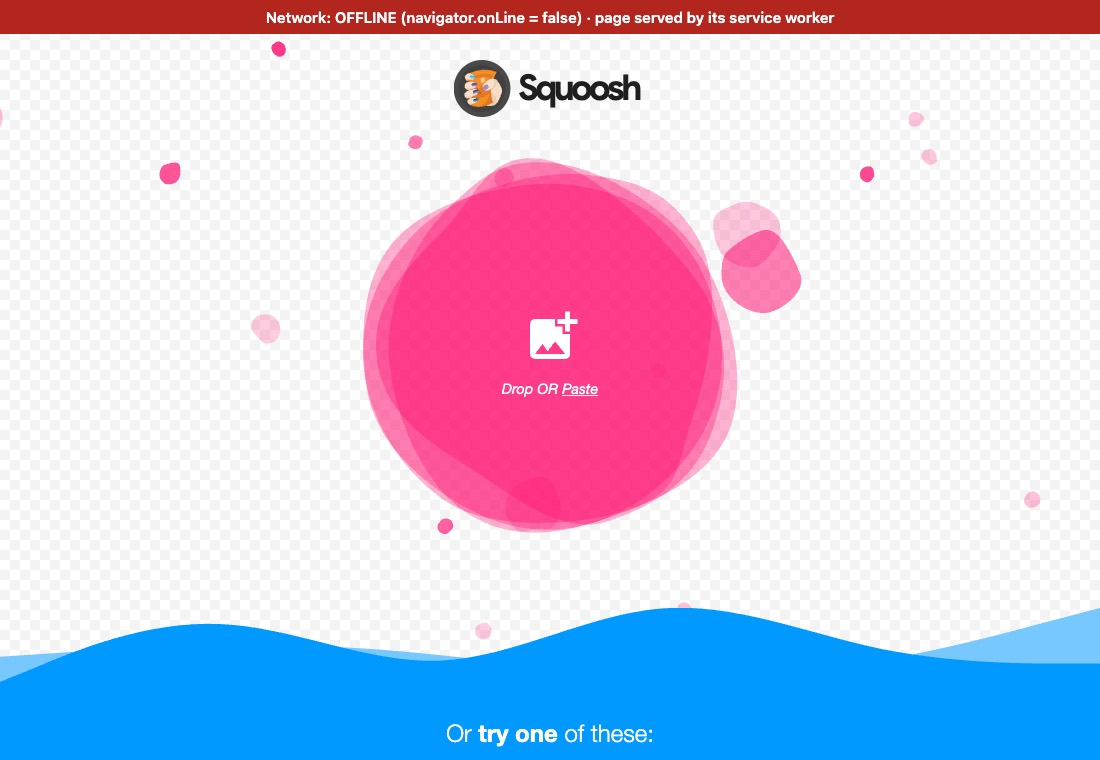 Network: OFFLINE (navigator.onLine = false) · page served by its service worker
Squoosh
Drop OR Paste
Or try one of these: